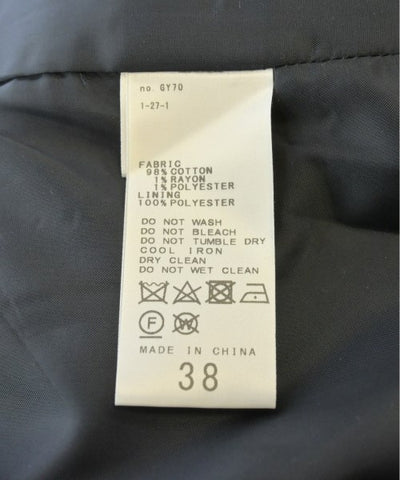 no. GY70
1-27-1
FABRIC
98% COTTON
1% RAYON
1% POLYESTER
LINING
100% POLYESTER
DO NOT WASH
DO NOT BLEACH
DO NOT TUMBLE DRY
COOL IRON
DRY CLEAN
DO NOT WET CLEAN
F W
MADE IN CHINA
38